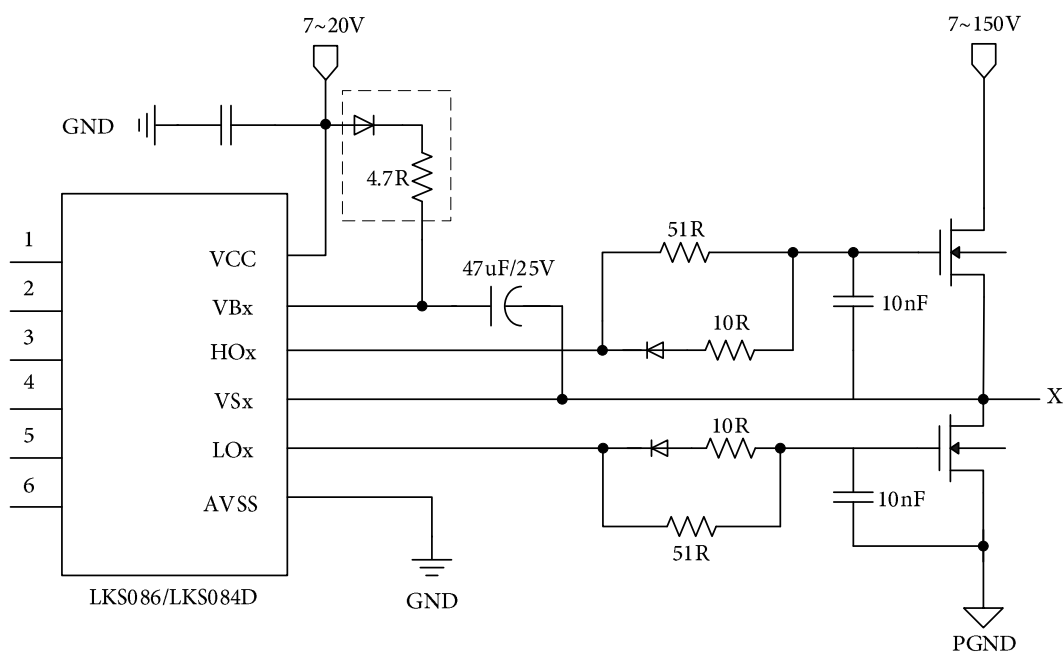 7~20V
7~150V
GND
4.7R
1
2
3
4
5
6
VCC
VBx
HOx
VSx
LOx
AVSS
47uF/25V
51R
10R
10nF
X
10R
10nF
51R
LKS086/LKS084D
GND
PGND